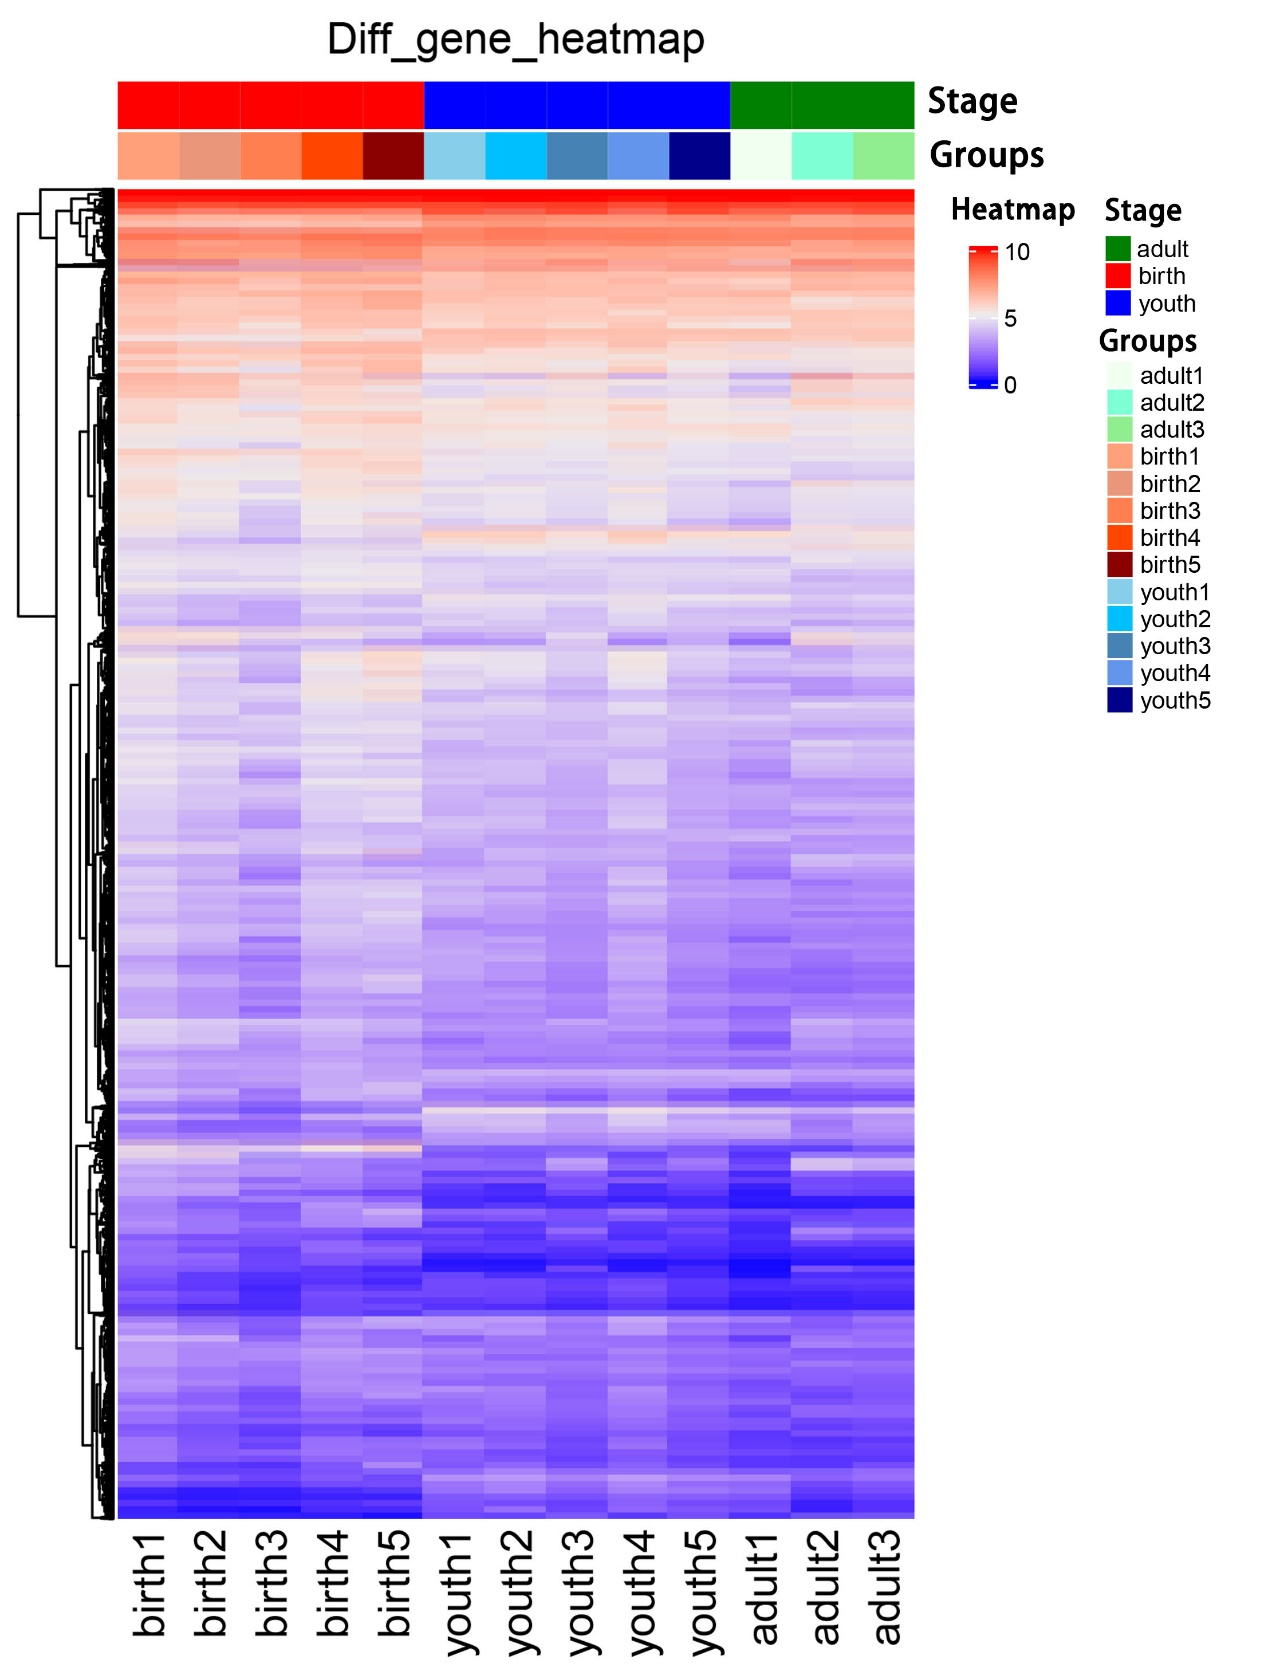 Diff_gene_heatmap
Stage
Groups
Heatmap
10
5
0
Stage
adult
birth
youth
Groups
adult1
adult2
adult3
birth1
birth2
birth3
birth4
birth5
youth1
youth2
youth3
youth4
youth5
birth1
birth2
birth3
birth4
birth5
youth1
youth2
youth3
youth4
youth5
adult1
adult2
adult3